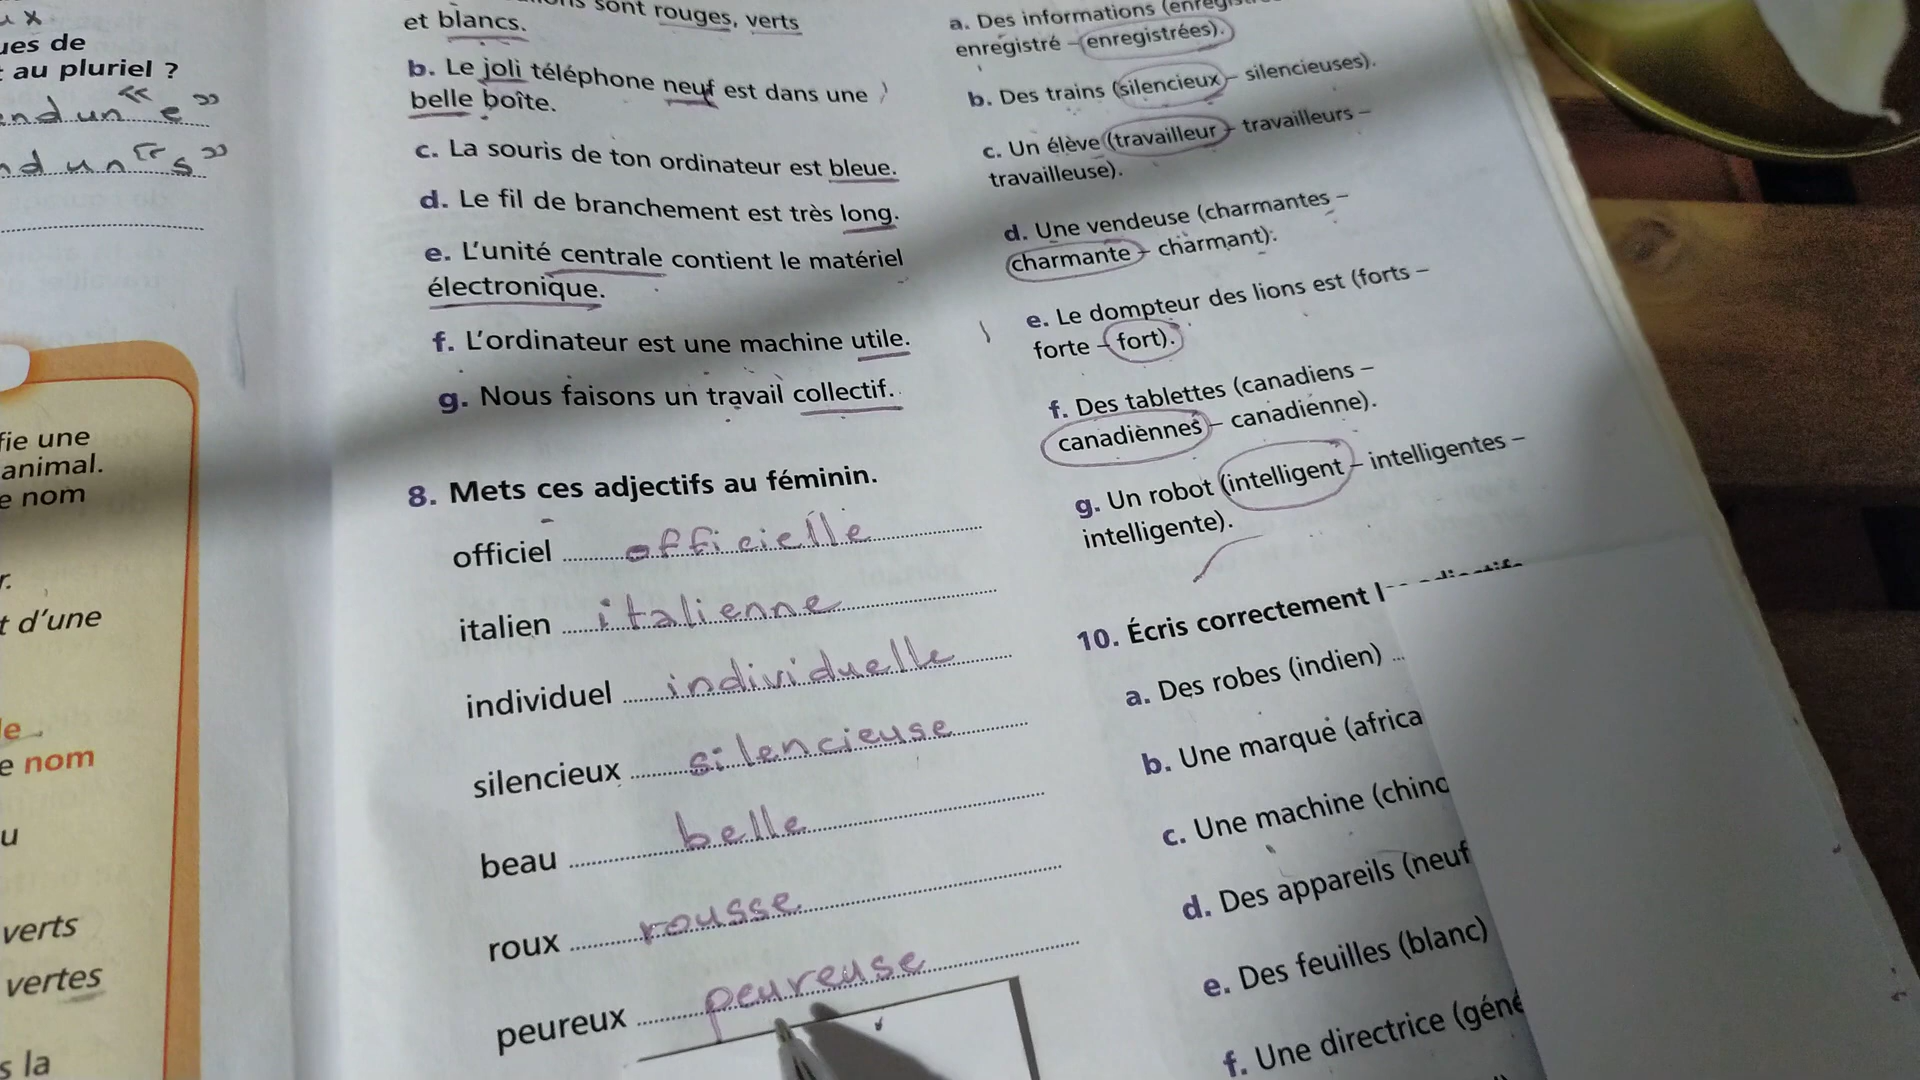 ues de
au pluriel ?
un « e »
un « s »
fie une
animal.
e nom
r.
t d'une
le
e nom
u
verts
vertes
s la
sont rouges, verts
et blancs.
b. Le joli téléphone neuf est dans une
belle boîte.
c. La souris de ton ordinateur est bleue.
d. Le fil de branchement est très long.
e. L'unité centrale contient le matériel
électronique.
f. L'ordinateur est une machine utile.
g. Nous faisons un travail collectif.
8. Mets ces adjectifs au féminin.
officiel officielle
italien italienne
individuel individuelle
silencieux silencieuse
beau belle
roux rousse
peureux peureuse
a. Des informations
enregistré – enregistrées).
b. Des trains (silencieux – silencieuses).
c. Un élève (travailleur – travailleurs –
travailleuse).
d. Une vendeuse (charmantes –
charmante – charmant).
e. Le dompteur des lions est (forts –
forte – fort).
f. Des tablettes (canadiens –
canadiennes – canadienne).
g. Un robot (intelligent – intelligentes –
intelligente).
10. Écris correctement
a. Des robes (indien) ...
b. Une marque (africa
c. Une machine (chino
d. Des appareils (neuf
e. Des feuilles (blanc)
f. Une directrice (géné